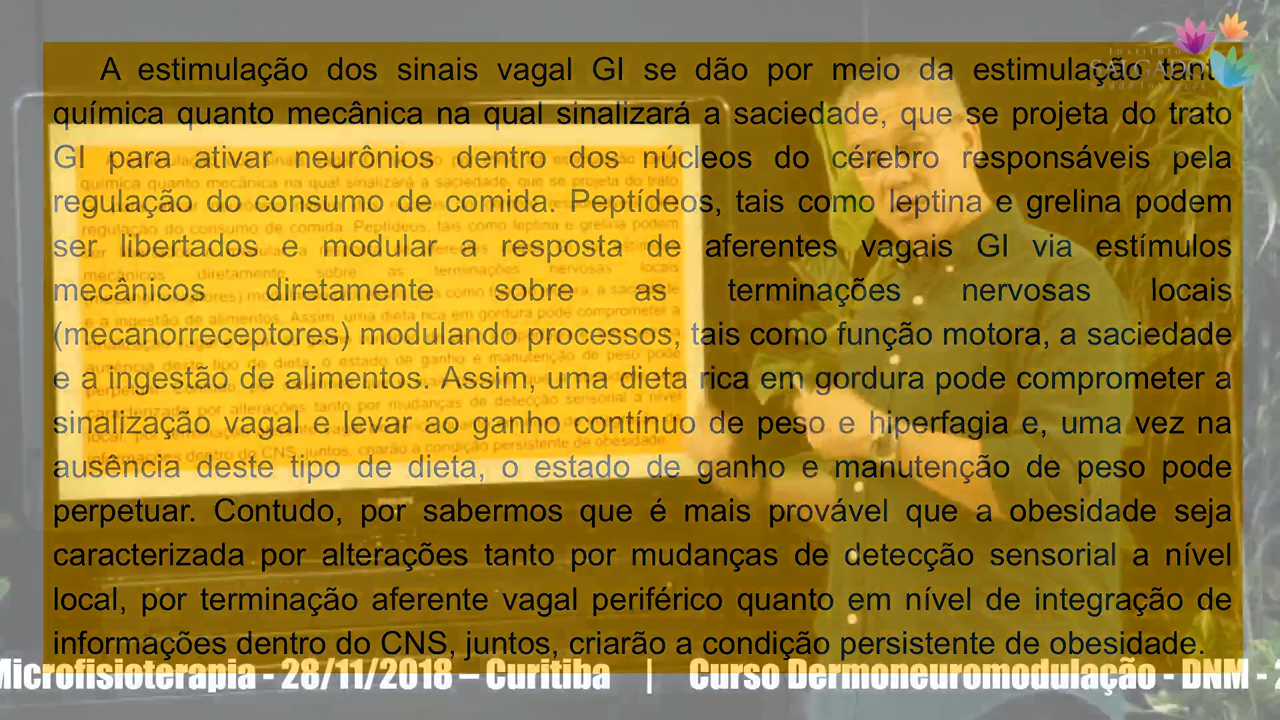 Instituto
SALGADO
A estimulação dos sinais vagal GI se dão por meio da estimulação tanto
química quanto mecânica na qual sinalizará a saciedade, que se projeta do trato
GI para ativar neurônios dentro dos núcleos do cérebro responsáveis pela
regulação do consumo de comida. Peptídeos, tais como leptina e grelina podem
ser libertados e modular a resposta de aferentes vagais GI via estímulos
mecânicos diretamente sobre as terminações nervosas locais
(mecanorreceptores) modulando processos, tais como função motora, a saciedade
e a ingestão de alimentos. Assim, uma dieta rica em gordura pode comprometer a
sinalização vagal e levar ao ganho contínuo de peso e hiperfagia e, uma vez na
ausência deste tipo de dieta, o estado de ganho e manutenção de peso pode
perpetuar. Contudo, por sabermos que é mais provável que a obesidade seja
caracterizada por alterações tanto por mudanças de detecção sensorial a nível
local, por terminação aferente vagal periférico quanto em nível de integração de
informações dentro do CNS, juntos, criarão a condição persistente de obesidade.
Microfisioterapia - 28/11/2018 – Curitiba | Curso Dermoneuromodulação - DNM -